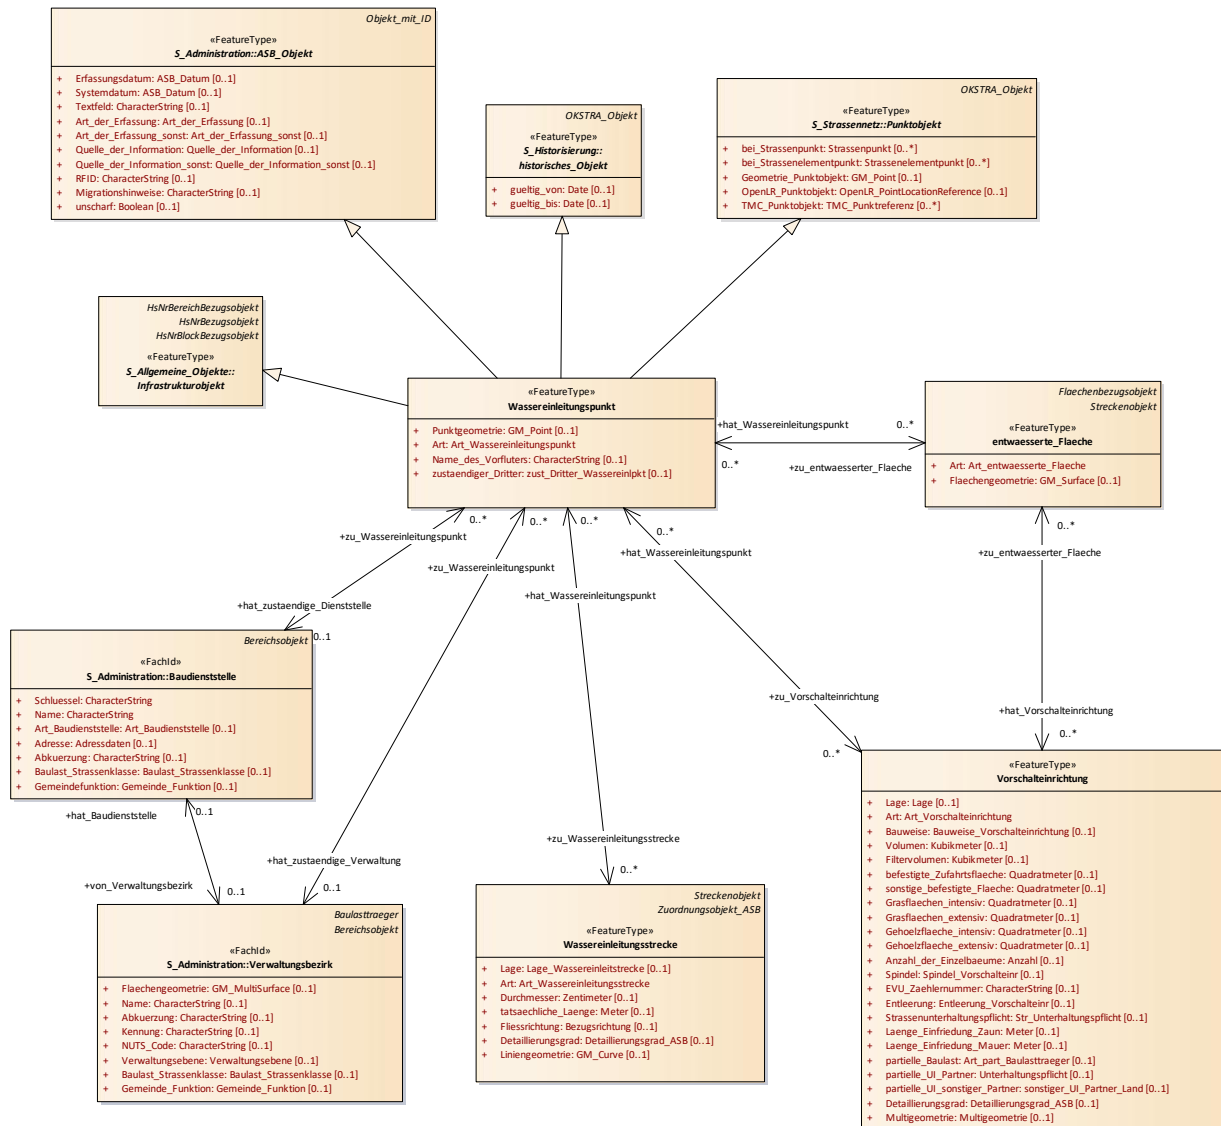 Objekt_mit_ID
«FeatureType»
S_Administration::ASB_Objekt
+ Erfassungsdatum: ASB_Datum [0..1]
+ Systemdatum: ASB_Datum [0..1]
+ Textfeld: CharacterString [0..1]
+ Art_der_Erfassung: Art_der_Erfassung [0..1]
+ Art_der_Erfassung_sonst: Art_der_Erfassung_sonst [0..1]
+ Quelle_der_Information: Quelle_der_Information [0..1]
+ Quelle_der_Information_sonst: Quelle_der_Information_sonst [0..1]
+ RFID: CharacterString [0..1]
+ Migrationshinweise: CharacterString [0..1]
+ unscharf: Boolean [0..1]
OKSTRA_Objekt
«FeatureType»
S_Historisierung::
historisches_Objekt
+ gueltig_von: Date [0..1]
+ gueltig_bis: Date [0..1]
OKSTRA_Objekt
«FeatureType»
S_Strassennetz::Punktobjekt
+ bei_Strassenpunkt: Strassenpunkt [0..*]
+ bei_Strassenelementpunkt: Strassenelementpunkt [0..*]
+ Geometrie_Punktobjekt: GM_Point [0..1]
+ OpenLR_Punktobjekt: OpenLR_PointLocationReference [0..1]
+ TMC_Punktobjekt: TMC_Punktreferenz [0..*]
HsNrBereichBezugsobjekt
HsNrBezugsobjekt
HsNrBlockBezugsobjekt
«FeatureType»
S_Allgemeine_Objekte::
Infrastrukturobjekt
«FeatureType»
Wassereinleitungspunkt
+ Punktgeometrie: GM_Point [0..1]
+ Art: Art_Wassereinleitungspunkt
+ Name_des_Vorfluters: CharacterString [0..1]
+ zustaendiger_Dritter: zust_Dritter_Wassereinlpkt [0..1]
+hat_Wassereinleitungspunkt
0..*
0..*
+zu_entwaesserter_Flaeche
Flaechenbezugsobjekt
Streckenobjekt
«FeatureType»
entwaesserte_Flaeche
+ Art: Art_entwaesserte_Flaeche
+ Flaechengeometrie: GM_Surface [0..1]
0..*
+zu_Wassereinleitungspunkt
0..*
+zu_Wassereinleitungspunkt
0..*
+hat_Wassereinleitungspunkt
0..*
+hat_Wassereinleitungspunkt
0..*
+zu_entwaesserter_Flaeche
+hat_zustaendige_Dienststelle
0..1
Bereichsobjekt
«FachId»
S_Administration::Baudienststelle
+ Schluessel: CharacterString
+ Name: CharacterString
+ Art_Baudienststelle: Art_Baudienststelle [0..1]
+ Adresse: Adressdaten [0..1]
+ Abkuerzung: CharacterString [0..1]
+ Baulast_Strassenklasse: Baulast_Strassenklasse [0..1]
+ Gemeindefunktion: Gemeinde_Funktion [0..1]
+zu_Vorschalteinrichtung
0..*
+hat_Vorschalteinrichtung
0..*
+hat_Baudienststelle
0..1
+von_Verwaltungsbezirk
0..1
+hat_zustaendige_Verwaltung
0..1
+zu_Wassereinleitungsstrecke
0..*
Baulasttraeger
Bereichsobjekt
«FachId»
S_Administration::Verwaltungsbezirk
+ Flaechengeometrie: GM_MultiSurface [0..1]
+ Name: CharacterString [0..1]
+ Abkuerzung: CharacterString [0..1]
+ Kennung: CharacterString [0..1]
+ NUTS_Code: CharacterString [0..1]
+ Verwaltungsebene: Verwaltungsebene [0..1]
+ Baulast_Strassenklasse: Baulast_Strassenklasse [0..1]
+ Gemeinde_Funktion: Gemeinde_Funktion [0..1]
Streckenobjekt
Zuordnungsobjekt_ASB
«FeatureType»
Wassereinleitungsstrecke
+ Lage: Lage_Wassereinleitstrecke [0..1]
+ Art: Art_Wassereinleitungsstrecke
+ Durchmesser: Zentimeter [0..1]
+ tatsaechliche_Laenge: Meter [0..1]
+ Fliessrichtung: Bezugsrichtung [0..1]
+ Detaillierungsgrad: Detaillierungsgrad_ASB [0..1]
+ Liniengeometrie: GM_Curve [0..1]
«FeatureType»
Vorschalteinrichtung
+ Lage: Lage [0..1]
+ Art: Art_Vorschalteinrichtung
+ Bauweise: Bauweise_Vorschalteinrichtung [0..1]
+ Volumen: Kubikmeter [0..1]
+ Filtervolumen: Kubikmeter [0..1]
+ befestigte_Zufahrtsflaeche: Quadratmeter [0..1]
+ sonstige_befestigte_Flaeche: Quadratmeter [0..1]
+ Grasflaechen_intensiv: Quadratmeter [0..1]
+ Grasflaechen_extensiv: Quadratmeter [0..1]
+ Gehoelzflaeche_intensiv: Quadratmeter [0..1]
+ Gehoelzflaeche_extensiv: Quadratmeter [0..1]
+ Anzahl_der_Einzelbaeume: Anzahl [0..1]
+ Spindel: Spindel_Vorschalteinr [0..1]
+ EVU_Zaehlernummer: CharacterString [0..1]
+ Entleerung: Entleerung_Vorschalteinr [0..1]
+ Strassenunterhaltungspflicht: Str_Unterhaltungspflicht [0..1]
+ Laenge_Einfriedung_Zaun: Meter [0..1]
+ Laenge_Einfriedung_Mauer: Meter [0..1]
+ partielle_Baulast: Art_part_Baulasttraeger [0..1]
+ partielle_UI_Partner: Unterhaltungspflicht [0..1]
+ partielle_UI_sonstiger_Partner: sonstiger_UI_Partner_Land [0..1]
+ Detaillierungsgrad: Detaillierungsgrad_ASB [0..1]
+ Multigeometrie: Multigeometrie [0..1]